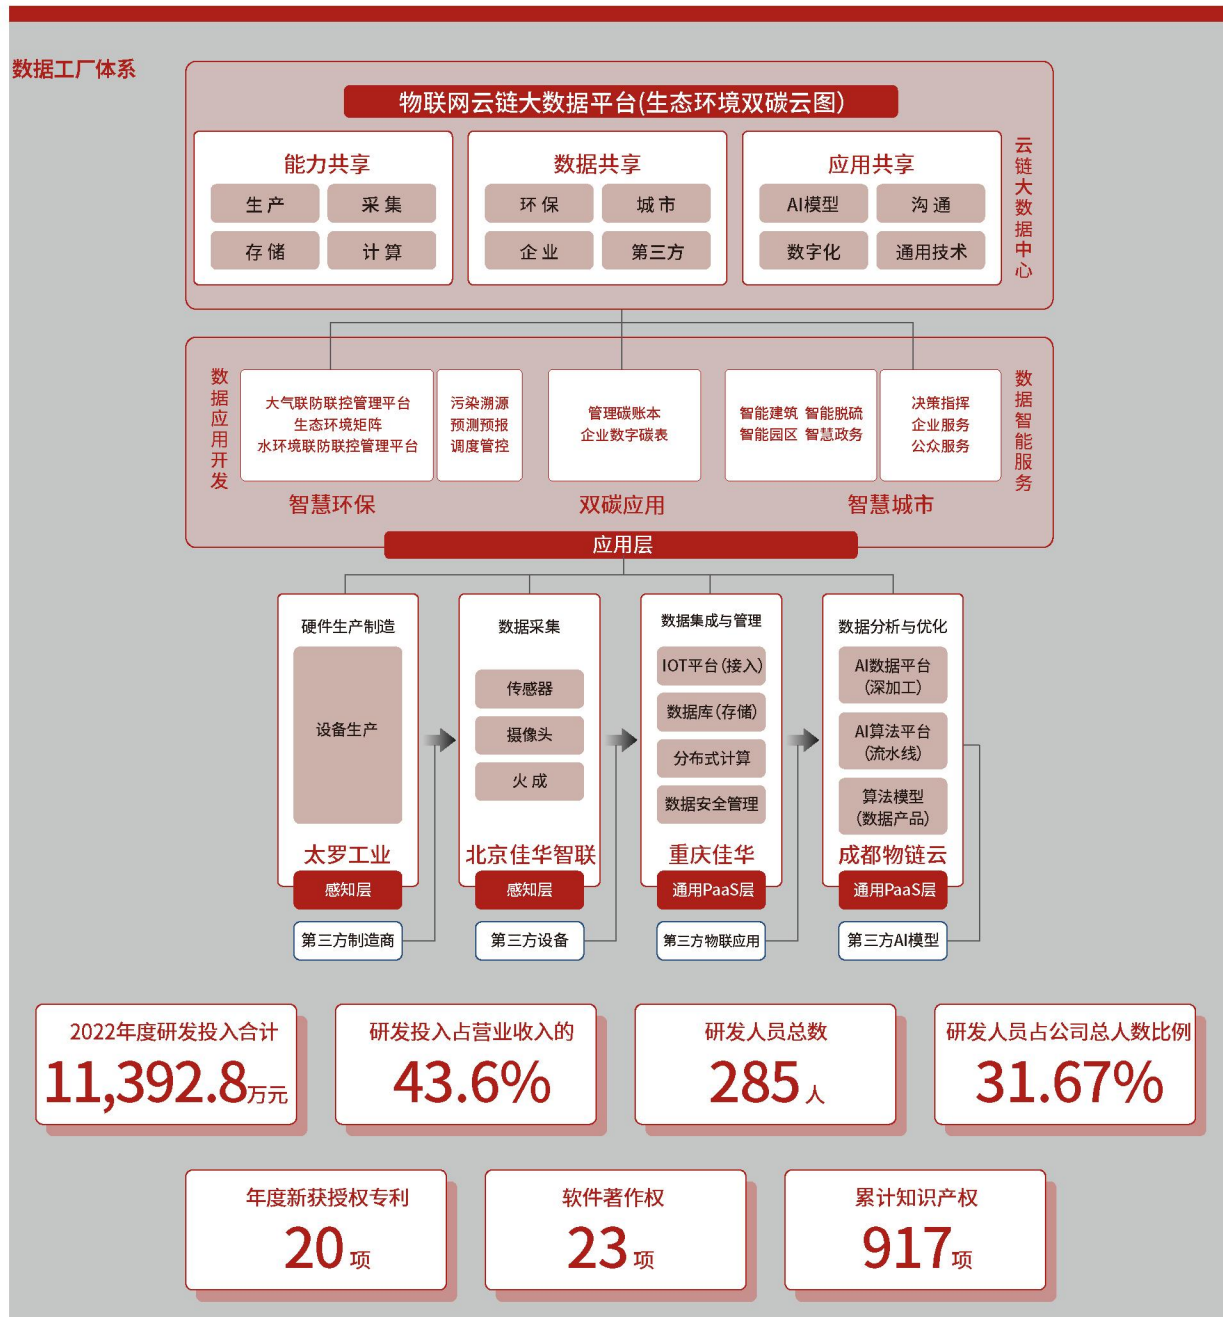 数据工厂体系
物联网云链大数据平台(生态环境双碳云图)
能力共享
生产 采集
存储 计算
数据共享
环保 城市
企业 第三方
应用共享
AI模型 沟通
数字化 通用技术
云链大数据中心
数据应用开发
大气联防联控管理平台
生态环境矩阵
水环境联防联控管理平台
污染溯源
预测预报
调度管控
智慧环保
管理碳账本
企业数字碳表
双碳应用
智能建筑 智能脱硫
智能园区 智慧政务
决策指挥
企业服务
公众服务
智慧城市
数据智能服务
应用层
硬件生产制造
设备生产
太罗工业
感知层
第三方制造商
数据采集
传感器
摄像头
火成
北京佳华智联
感知层
第三方设备
数据集成与管理
IOT平台(接入)
数据库(存储)
分布式计算
数据安全管理
重庆佳华
通用PaaS层
第三方物联应用
数据分析与优化
AI数据平台
(深加工)
AI算法平台
(流水线)
算法模型
(数据产品)
成都物链云
通用PaaS层
第三方AI模型
2022年度研发投入合计
11,392.8万元
研发投入占营业收入的
43.6%
研发人员总数
285人
研发人员占公司总人数比例
31.67%
年度新获授权专利
20项
软件著作权
23项
累计知识产权
917项